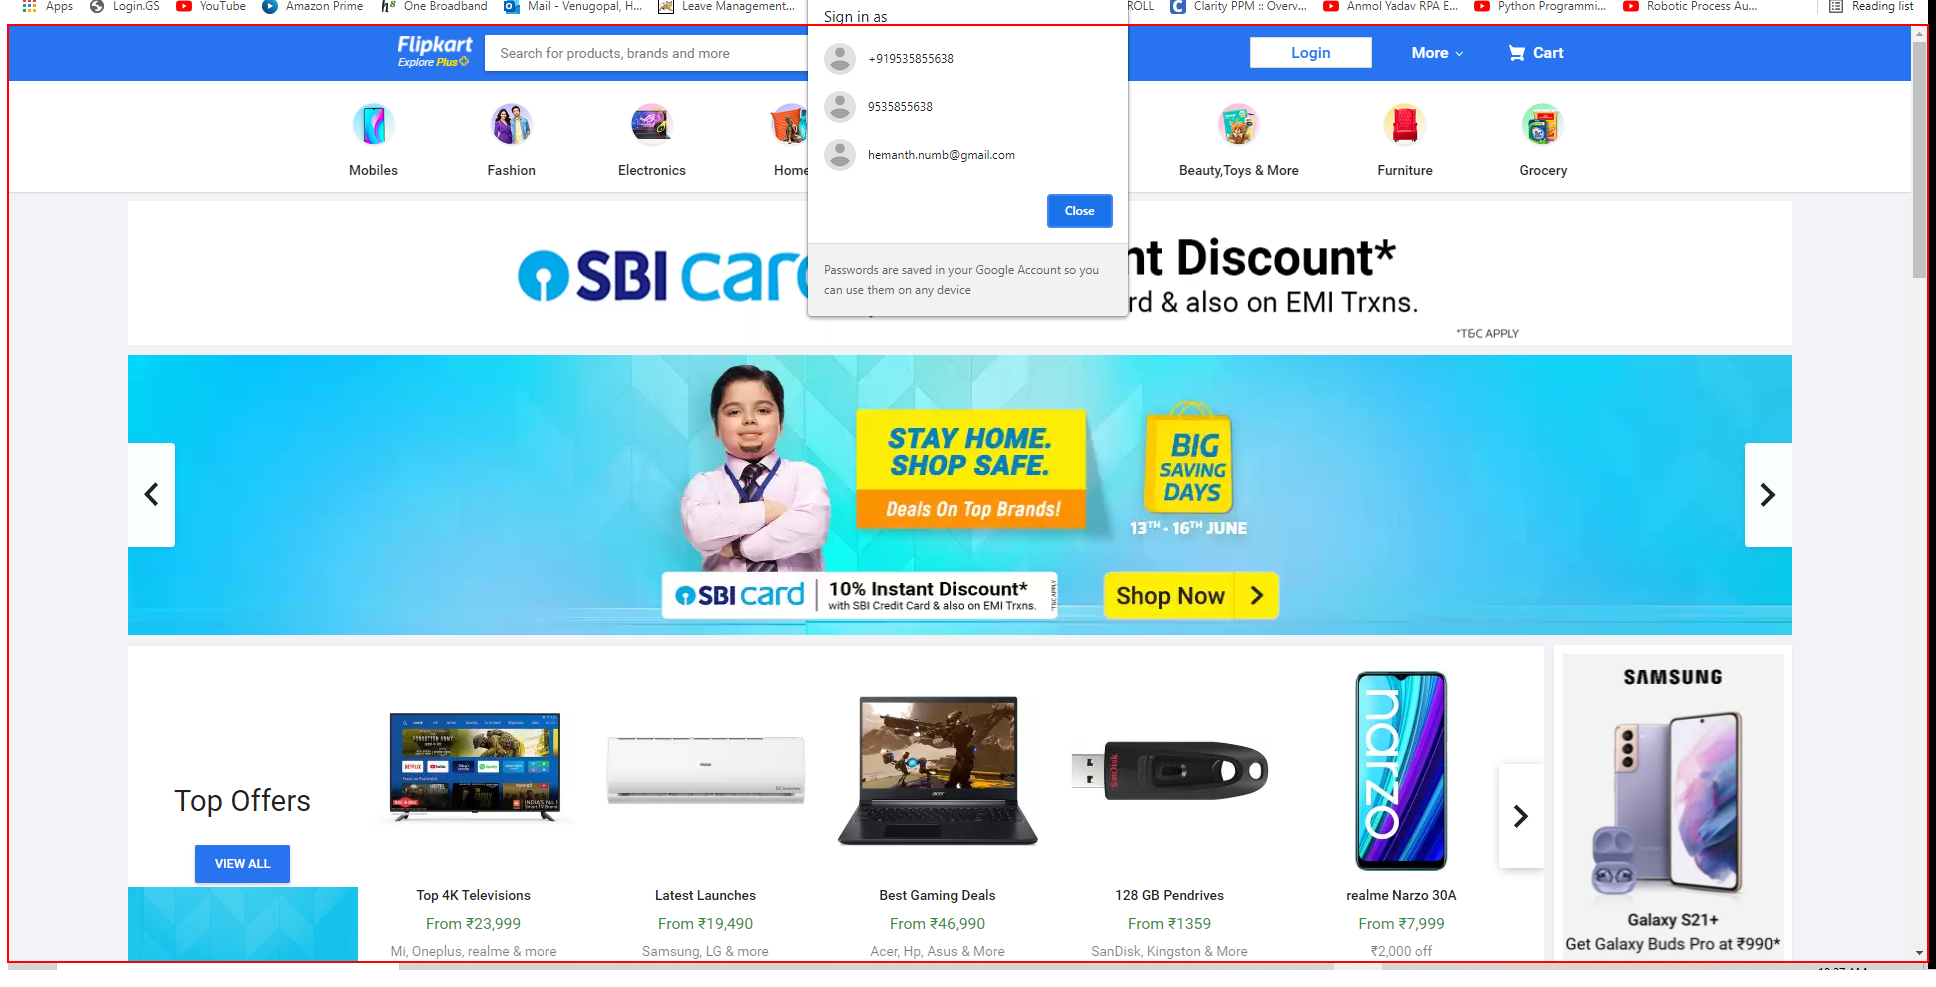 Apps Login.GS YouTube Amazon Prime One Broadband Mail - Venugopal, H... Leave Management... ROLL Clarity PPM :: Overv... Anmol Yadav RPA E... Python Programmi... Robotic Process Au... Reading list
Sign in as
+919535855638
9535855638
hemanth.numb@gmail.com
Close
Passwords are saved in your Google Account so you
can use them on any device
Flipkart
Explore Plus
Search for products, brands and more
Login
More
Cart
Mobiles
Fashion
Electronics
Home
Beauty,Toys & More
Furniture
Grocery
SBI card
nt Discount*
rd & also on EMI Trxns.
*T&C APPLY
STAY HOME.
SHOP SAFE.
Deals On Top Brands!
BIG
SAVING
DAYS
13TH - 16TH JUNE
SBI card
10% Instant Discount*
with SBI Credit Card & also on EMI Trxns.
*T&C APPLY
Shop Now
Top Offers
VIEW ALL
Top 4K Televisions
From ₹23,999
Mi, Oneplus, realme & more
Haier
Latest Launches
From ₹19,490
Samsung, LG & more
acer
Best Gaming Deals
From ₹46,990
Acer, Hp, Asus & More
SanDisk
128 GB Pendrives
From ₹1359
SanDisk, Kingston & More
narzo
realme Narzo 30A
From ₹7,999
₹2,000 off
SAMSUNG
Galaxy S21+
Get Galaxy Buds Pro at ₹990*